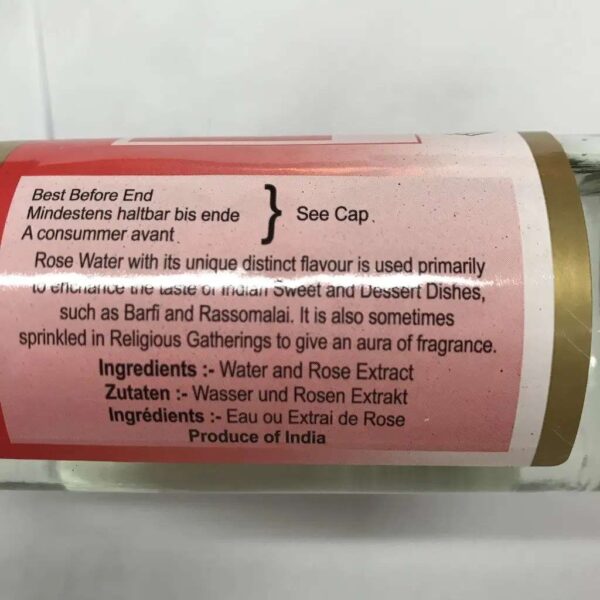 Best Before End
Mindestens haltbar bis ende
A consummer avant
} See Cap
Rose Water with its unique distinct flavour is used primarily
to enchance the taste of Indian Sweet and Dessert Dishes,
such as Barfi and Rassomalai. It is also sometimes
sprinkled in Religious Gatherings to give an aura of fragrance.
Ingredients :- Water and Rose Extract
Zutaten :- Wasser und Rosen Extrakt
Ingrédients :- Eau ou Extrai de Rose
Produce of India